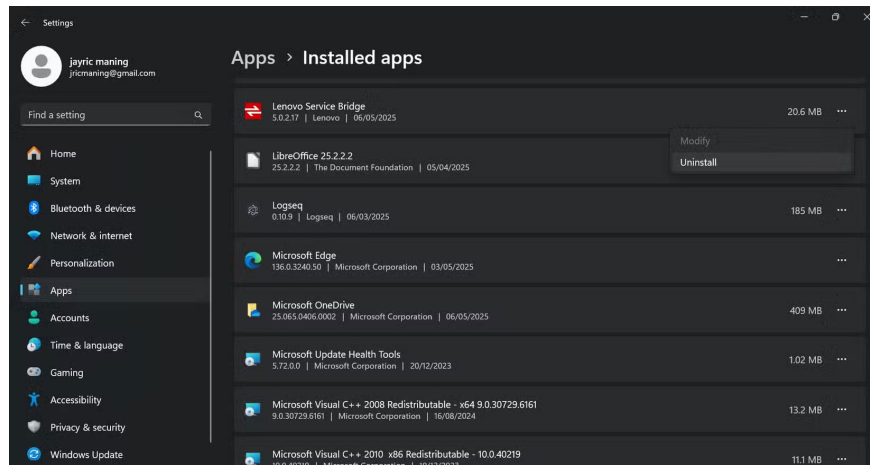 Settings
jayric maning
jricmaning@gmail.com
Find a setting
Home
System
Bluetooth & devices
Network & internet
Personalization
Apps
Accounts
Time & language
Gaming
Accessibility
Privacy & security
Windows Update
Apps > Installed apps
Lenovo Service Bridge
5.0.2.17 | Lenovo | 06/05/2025
20.6 MB
Modify
Uninstall
LibreOffice 25.2.2.2
25.2.2.2 | The Document Foundation | 05/04/2025
Logseq
0.10.9 | Logseq | 06/03/2025
185 MB
Microsoft Edge
136.0.3240.50 | Microsoft Corporation | 03/05/2025
Microsoft OneDrive
25.065.0406.0002 | Microsoft Corporation | 06/05/2025
409 MB
Microsoft Update Health Tools
5.72.0.0 | Microsoft Corporation | 20/12/2023
1.02 MB
Microsoft Visual C++ 2008 Redistributable - x64 9.0.30729.6161
9.0.30729.6161 | Microsoft Corporation | 16/08/2024
13.2 MB
Microsoft Visual C++ 2010 x86 Redistributable - 10.0.40219
11.1 MB